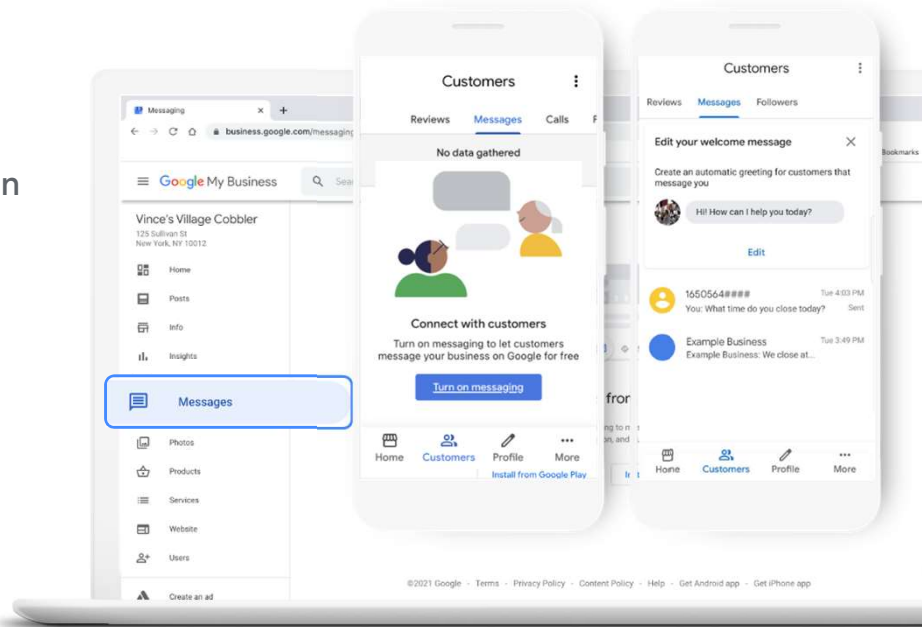 n
Messaging
business.google.com/messaging
Bookmarks
Google My Business
Sea
Vince's Village Cobbler
125 Sullivan St
New York, NY 10012
Home
Posts
Info
Insights
Messages
Photos
Products
Services
Website
Users
Create an ad
Customers
Reviews Messages Calls F
No data gathered
Connect with customers
Turn on messaging to let customers
message your business on Google for free
Turn on messaging
Home Customers Profile More
Install from Google Play
from
Customers
Reviews Messages Followers
Edit your welcome message
Create an automatic greeting for customers that
message you
Hi! How can I help you today?
Edit
1650564#### Tue 4:03 PM
You: What time do you close today? Sent
Example Business Tue 3:49 PM
Example Business: We close at...
Home Customers Profile More
©2021 Google - Terms - Privacy Policy - Content Policy - Help - Get Android app - Get iPhone app